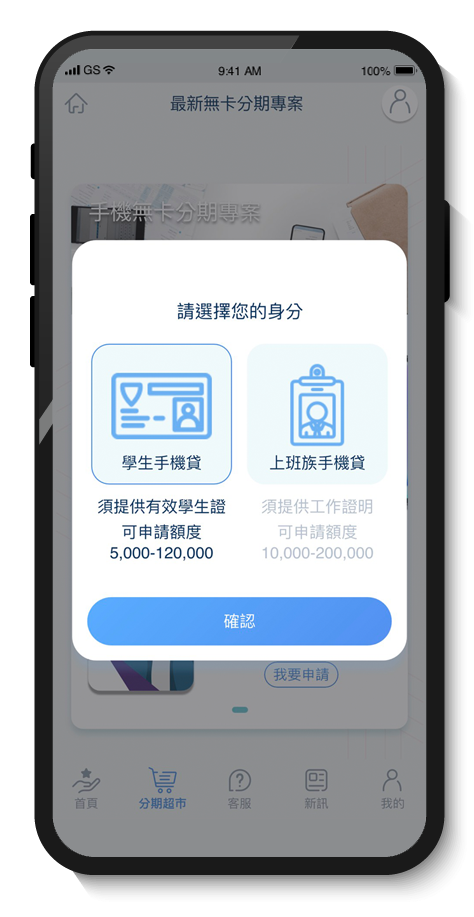 GS
9:41 AM
100%
最新無卡分期專案
手機無卡分期專案
請選擇您的身分
學生手機貸
上班族手機貸
須提供有效學生證
可申請額度
5,000-120,000
須提供工作證明
可申請額度
10,000-200,000
確認
我要申請
首頁
分期超市
客服
新訊
我的